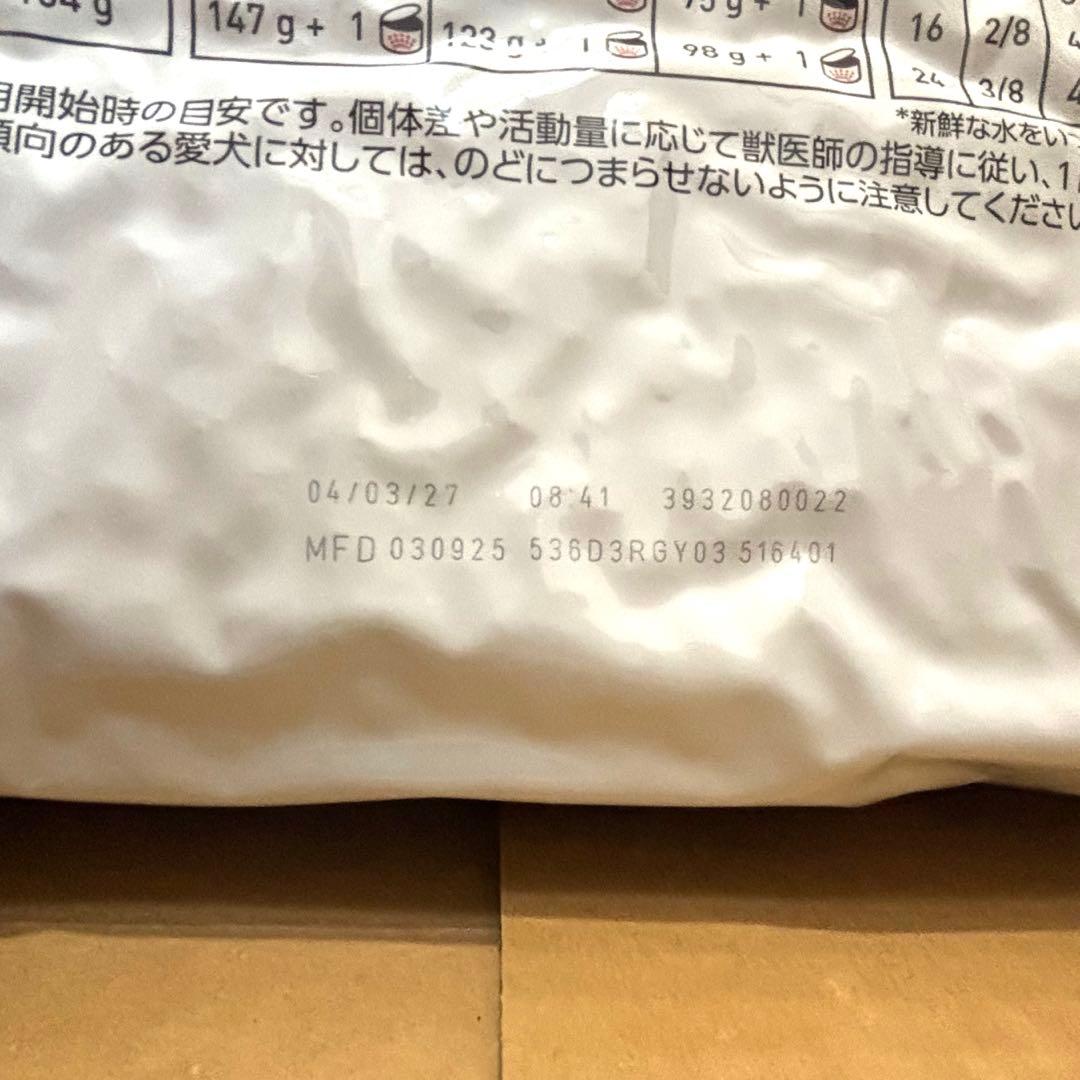 147 g + 1
98 g + 1
16 2/8
24 3/8
*新鮮な水をい
開開始時の目安です。個体差や活動量に応じて獣医師の指導に従い、1
傾向のある愛犬に対しては、のどにつまらせないように注意してください
04/03/27 08:41 3932080022
MFD 030925 536D3RGY03 516401